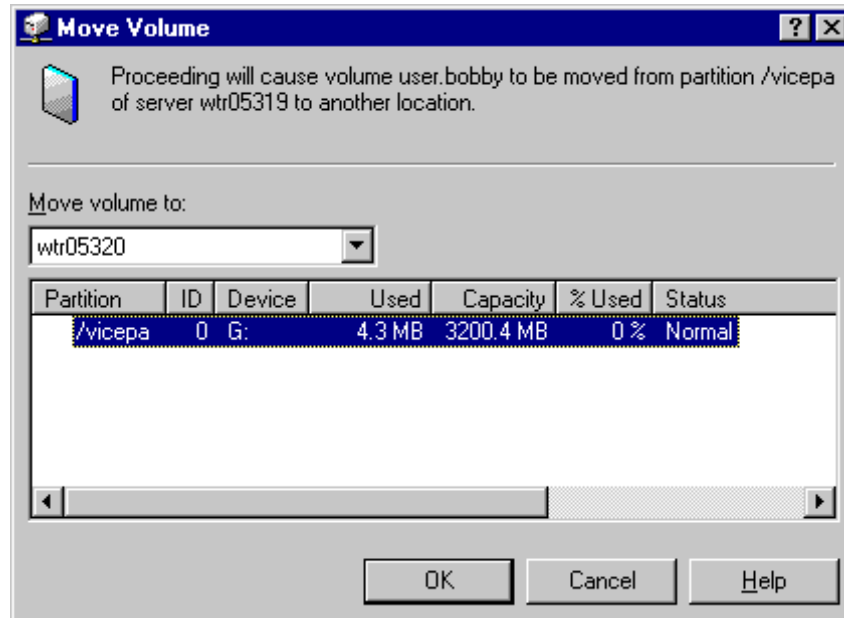 Move Volume
Proceeding will cause volume user.bobby to be moved from partition /vicepa
of server wtr05319 to another location.
Move volume to:
wtr05320
Partition ID Device Used Capacity % Used Status
/vicepa 0 G: 4.3 MB 3200.4 MB 0 % Normal
OK Cancel Help